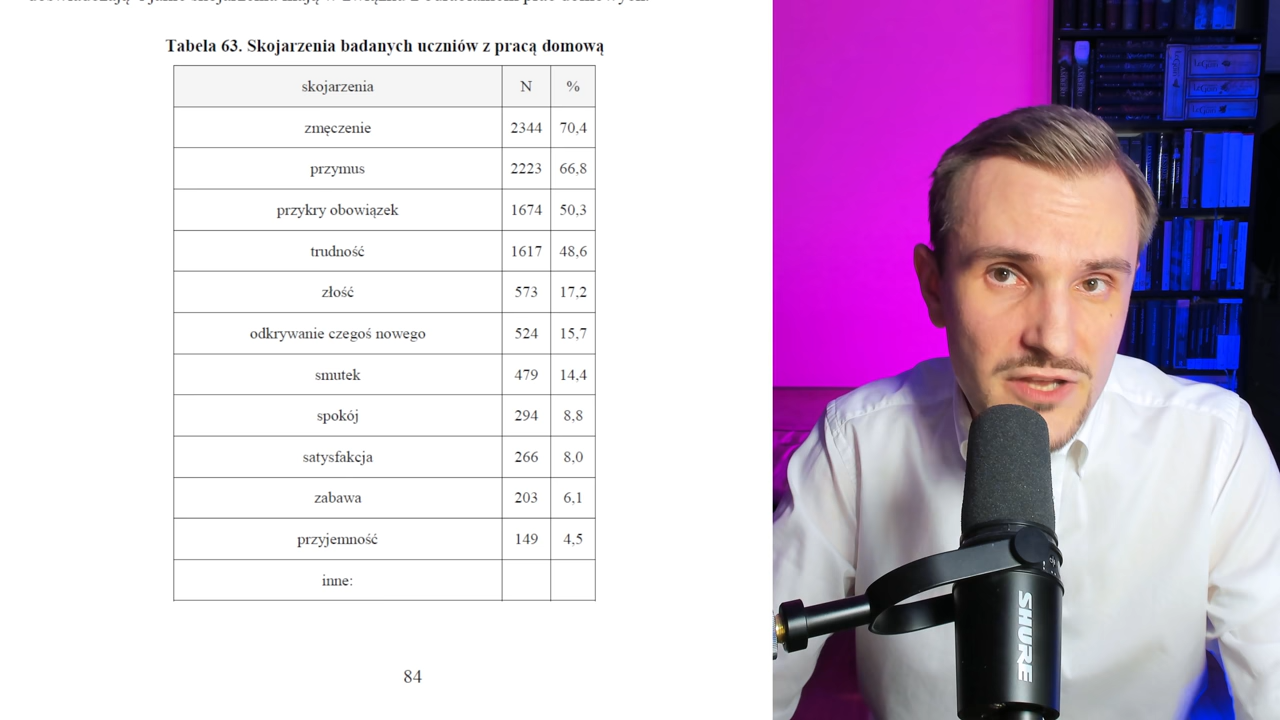 Tabela 63. Skojarzenia badanych uczniów z pracą domową
skojarzenia N %
zmęczenie 2344 70,4
przymus 2223 66,8
przykry obowiązek 1674 50,3
trudność 1617 48,6
złość 573 17,2
odkrywanie czegoś nowego 524 15,7
smutek 479 14,4
spokój 294 8,8
satysfakcja 266 8,0
zabawa 203 6,1
przyjemność 149 4,5
inne:
84
SHURE